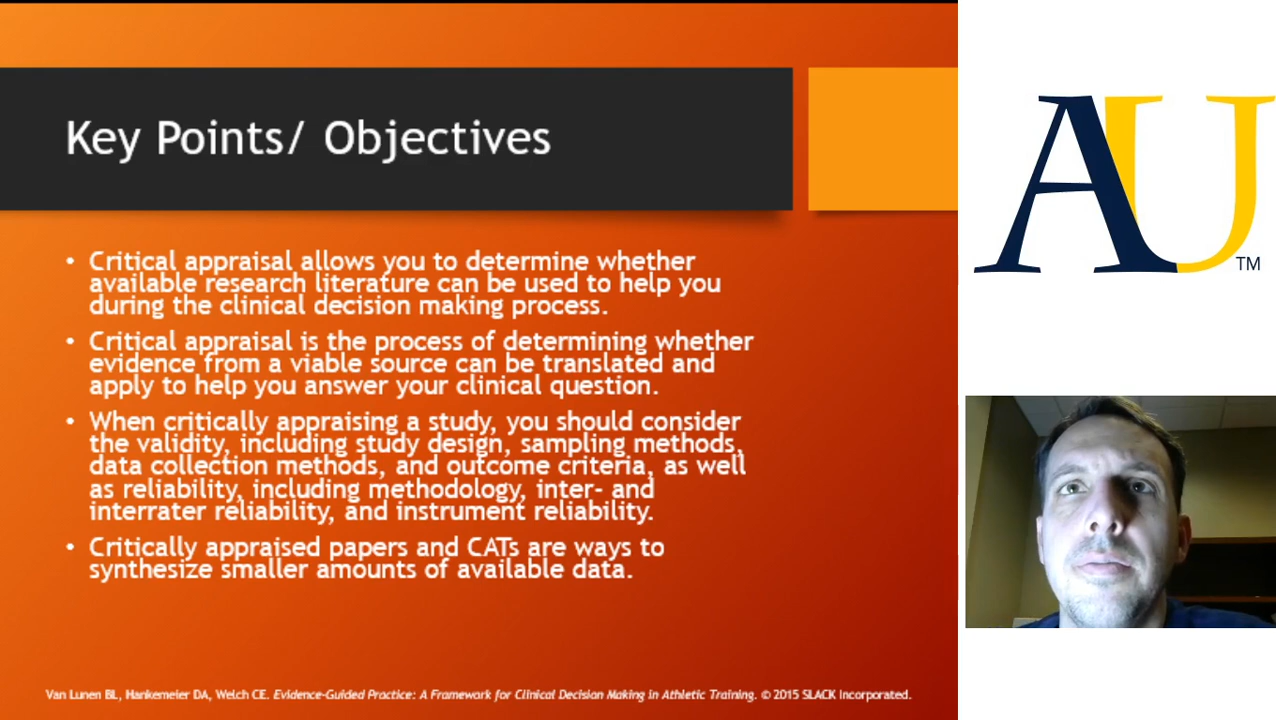 Key Points/ Objectives
• Critical appraisal allows you to determine whether
available research literature can be used to help you
during the clinical decision making process.
• Critical appraisal is the process of determining whether
evidence from a viable source can be translated and
apply to help you answer your clinical question.
• When critically appraising a study, you should consider
the validity, including study design, sampling methods,
data collection methods, and outcome criteria, as well
as reliability, including methodology, inter- and
interrater reliability, and instrument reliability.
• Critically appraised papers and CATs are ways to
synthesize smaller amounts of available data.
Van Lunen BL, Hankemeier DA, Welch CE. Evidence-Guided Practice: A Framework for Clinical Decision Making in Athletic Training. © 2015 SLACK Incorporated.
AU
TM